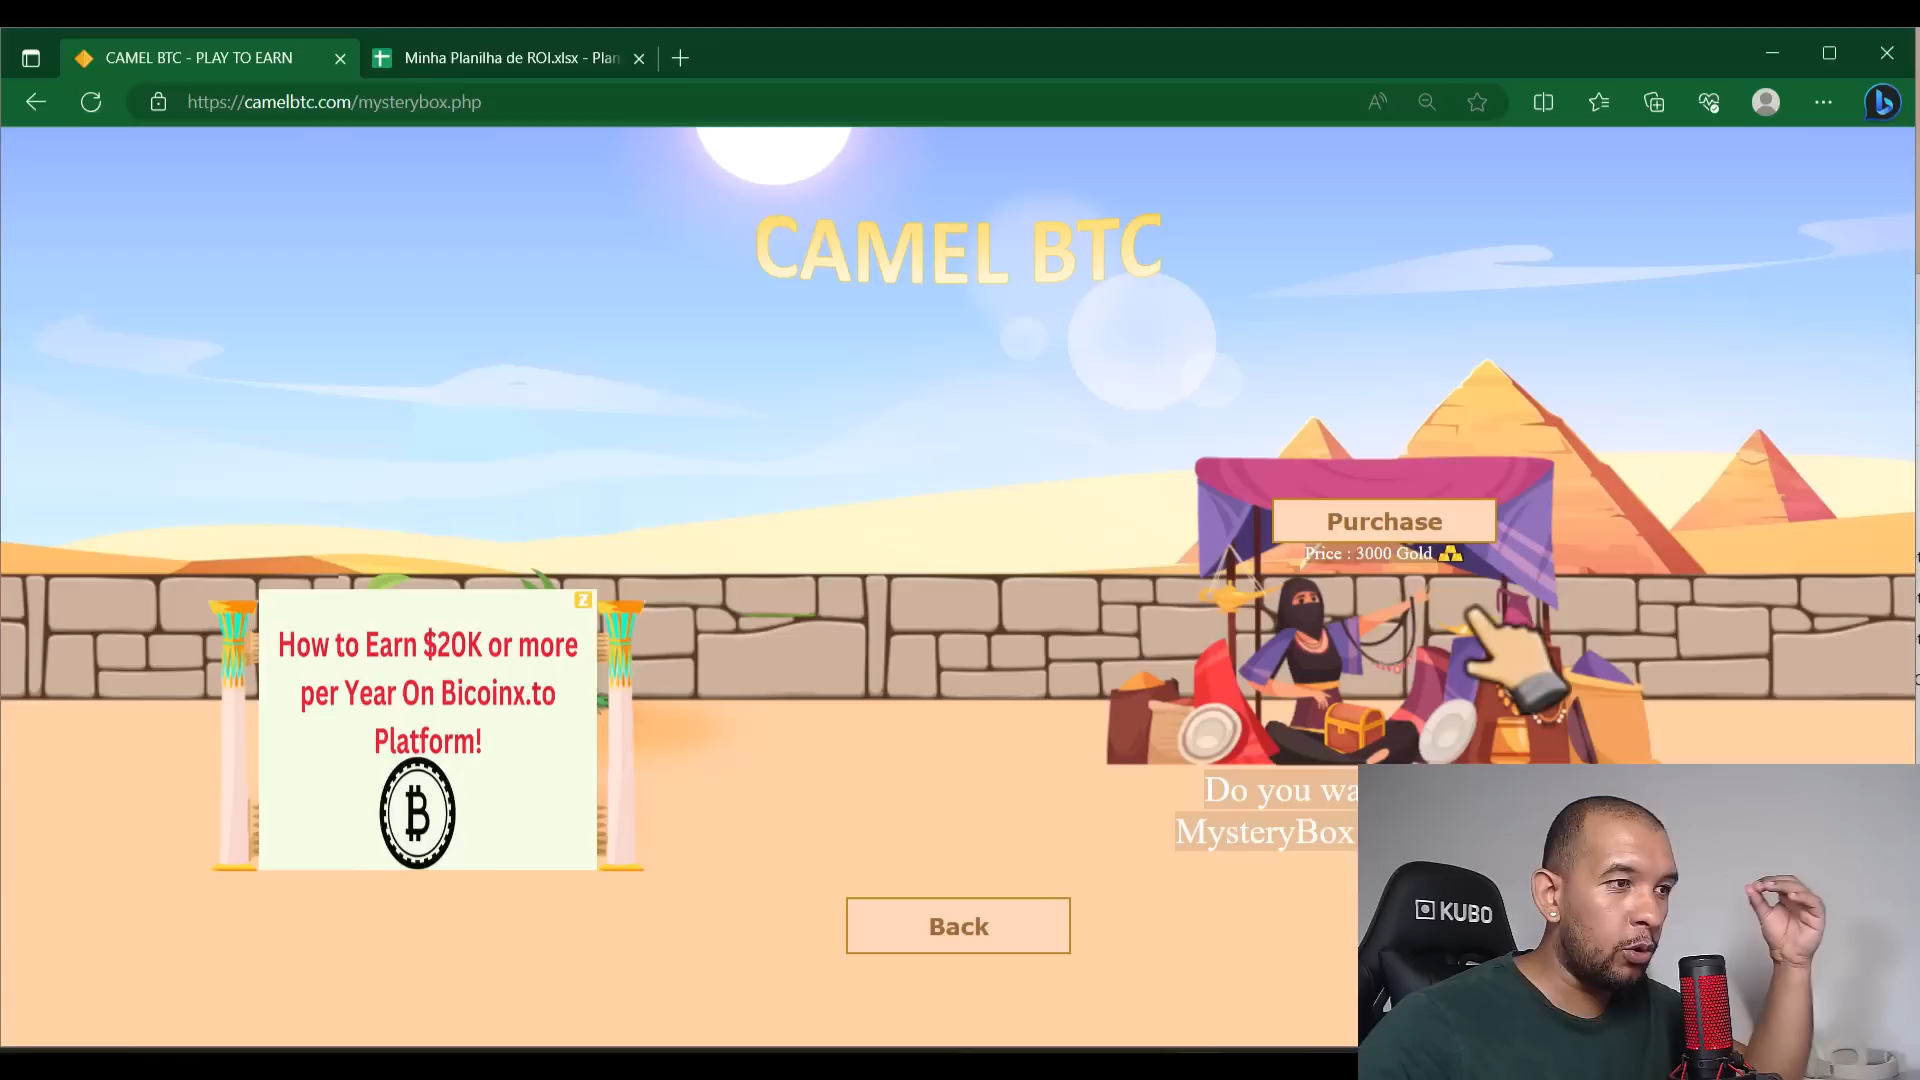 CAMEL BTC - PLAY TO EARN
Minha Planilha de ROI.xlsx - Plan
https://camelbtc.com/mysterybox.php
CAMEL BTC
Purchase
Price : 3000 Gold
Z
How to Earn $20K or more
per Year On Bicoinx.to
Platform!
Do you wa
MysteryBox
Back
KUBO